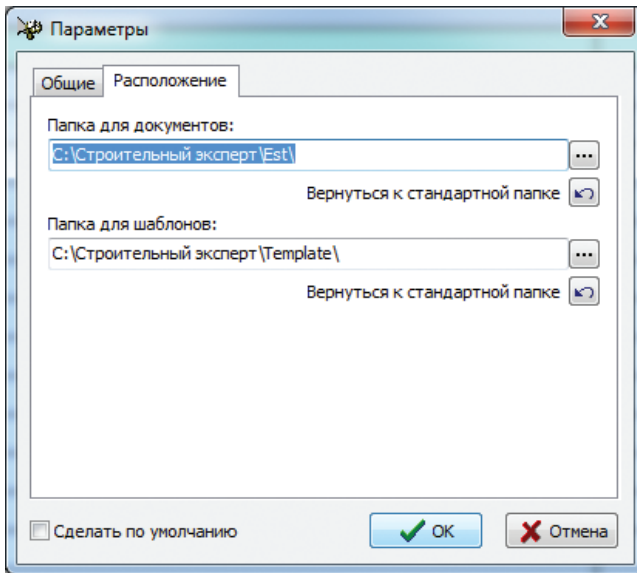 Параметры
Общие Расположение
Папка для документов:
C:\Строительный эксперт\Est\
Вернуться к стандартной папке
Папка для шаблонов:
C:\Строительный эксперт\Template\
Вернуться к стандартной папке
Сделать по умолчанию OK Отмена